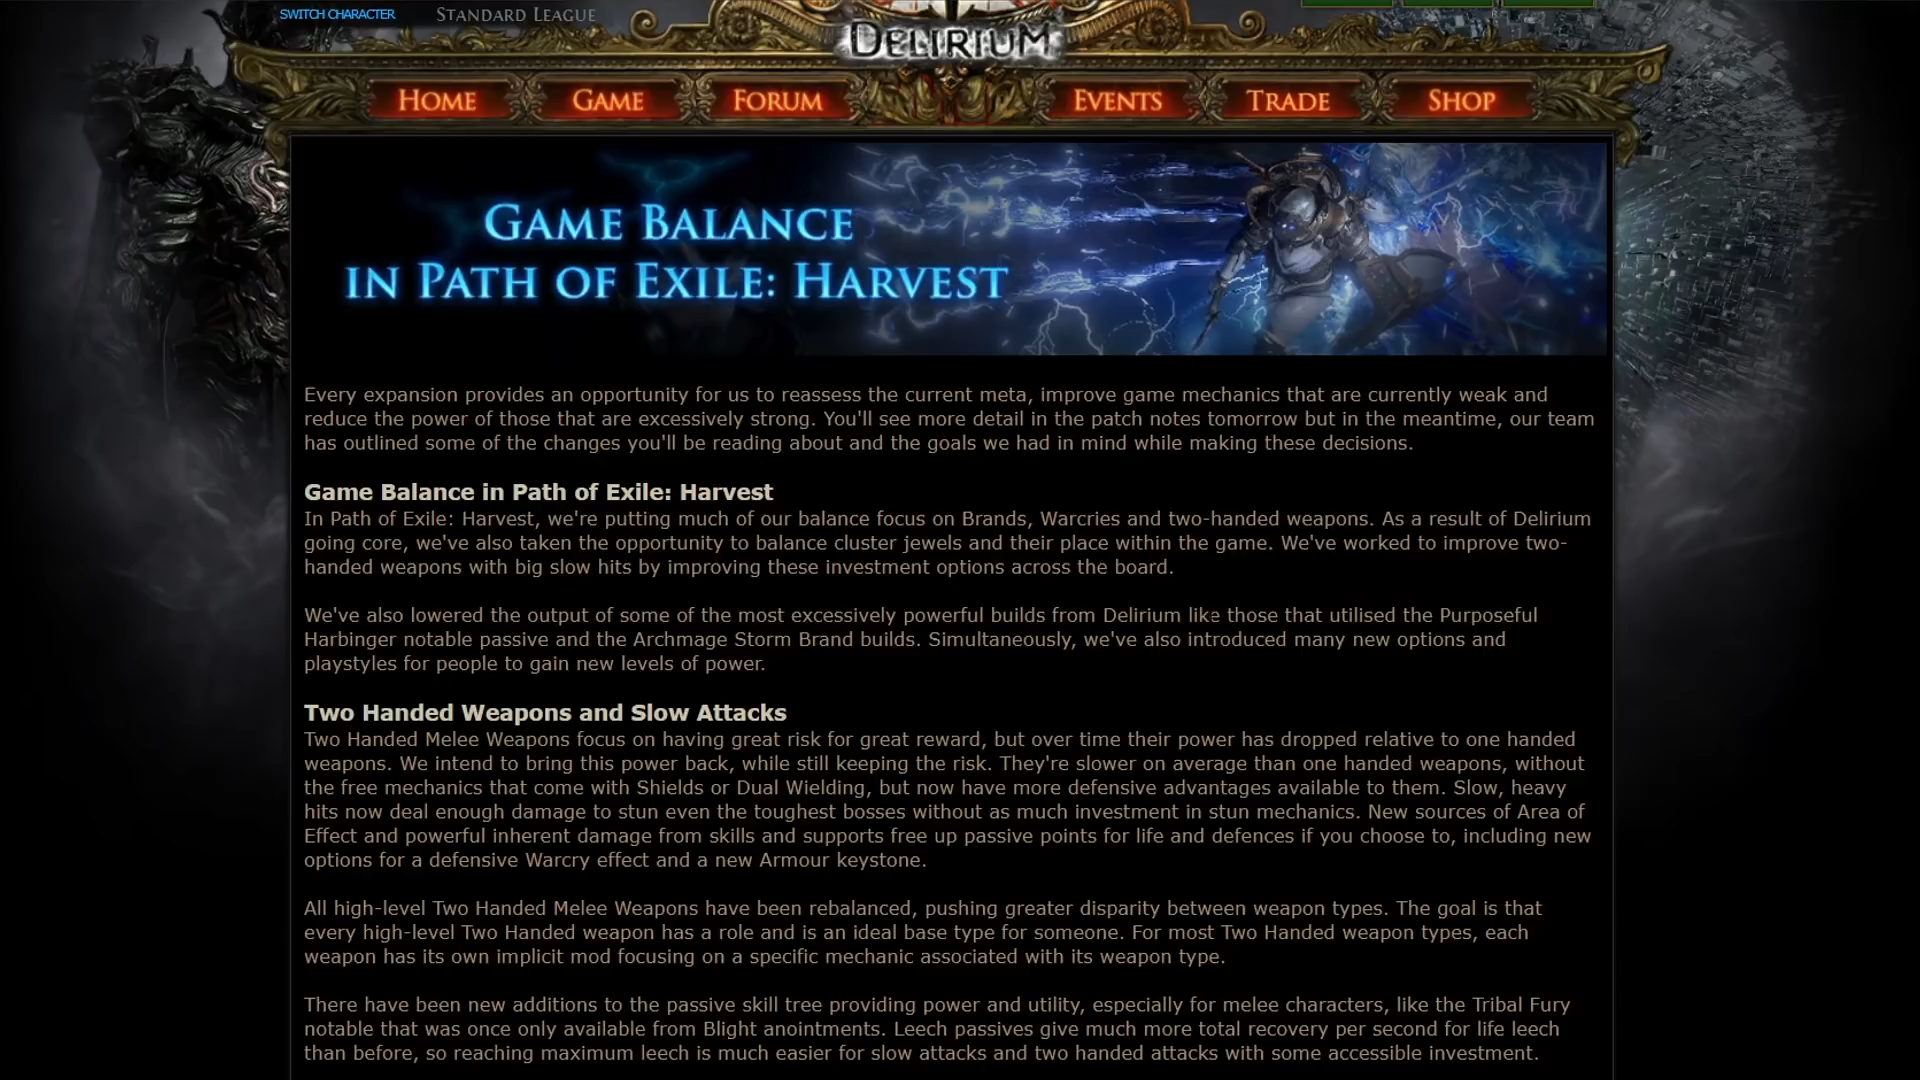 SWITCH CHARACTER
STANDARD LEAGUE
DELIRIUM
HOME
GAME
FORUM
EVENTS
TRADE
SHOP
GAME BALANCE
IN PATH OF EXILE: HARVEST
Every expansion provides an opportunity for us to reassess the current meta, improve game mechanics that are currently weak and
reduce the power of those that are excessively strong. You'll see more detail in the patch notes tomorrow but in the meantime, our team
has outlined some of the changes you'll be reading about and the goals we had in mind while making these decisions.
Game Balance in Path of Exile: Harvest
In Path of Exile: Harvest, we're putting much of our balance focus on Brands, Warcries and two-handed weapons. As a result of Delirium
going core, we've also taken the opportunity to balance cluster jewels and their place within the game. We've worked to improve two-
handed weapons with big slow hits by improving these investment options across the board.
We've also lowered the output of some of the most excessively powerful builds from Delirium like those that utilised the Purposeful
Harbinger notable passive and the Archmage Storm Brand builds. Simultaneously, we've also introduced many new options and
playstyles for people to gain new levels of power.
Two Handed Weapons and Slow Attacks
Two Handed Melee Weapons focus on having great risk for great reward, but over time their power has dropped relative to one handed
weapons. We intend to bring this power back, while still keeping the risk. They're slower on average than one handed weapons, without
the free mechanics that come with Shields or Dual Wielding, but now have more defensive advantages available to them. Slow, heavy
hits now deal enough damage to stun even the toughest bosses without as much investment in stun mechanics. New sources of Area of
Effect and powerful inherent damage from skills and supports free up passive points for life and defences if you choose to, including new
options for a defensive Warcry effect and a new Armour keystone.
All high-level Two Handed Melee Weapons have been rebalanced, pushing greater disparity between weapon types. The goal is that
every high-level Two Handed weapon has a role and is an ideal base type for someone. For most Two Handed weapon types, each
weapon has its own implicit mod focusing on a specific mechanic associated with its weapon type.
There have been new additions to the passive skill tree providing power and utility, especially for melee characters, like the Tribal Fury
notable that was once only available from Blight anointments. Leech passives give much more total recovery per second for life leech
than before, so reaching maximum leech is much easier for slow attacks and two handed attacks with some accessible investment.